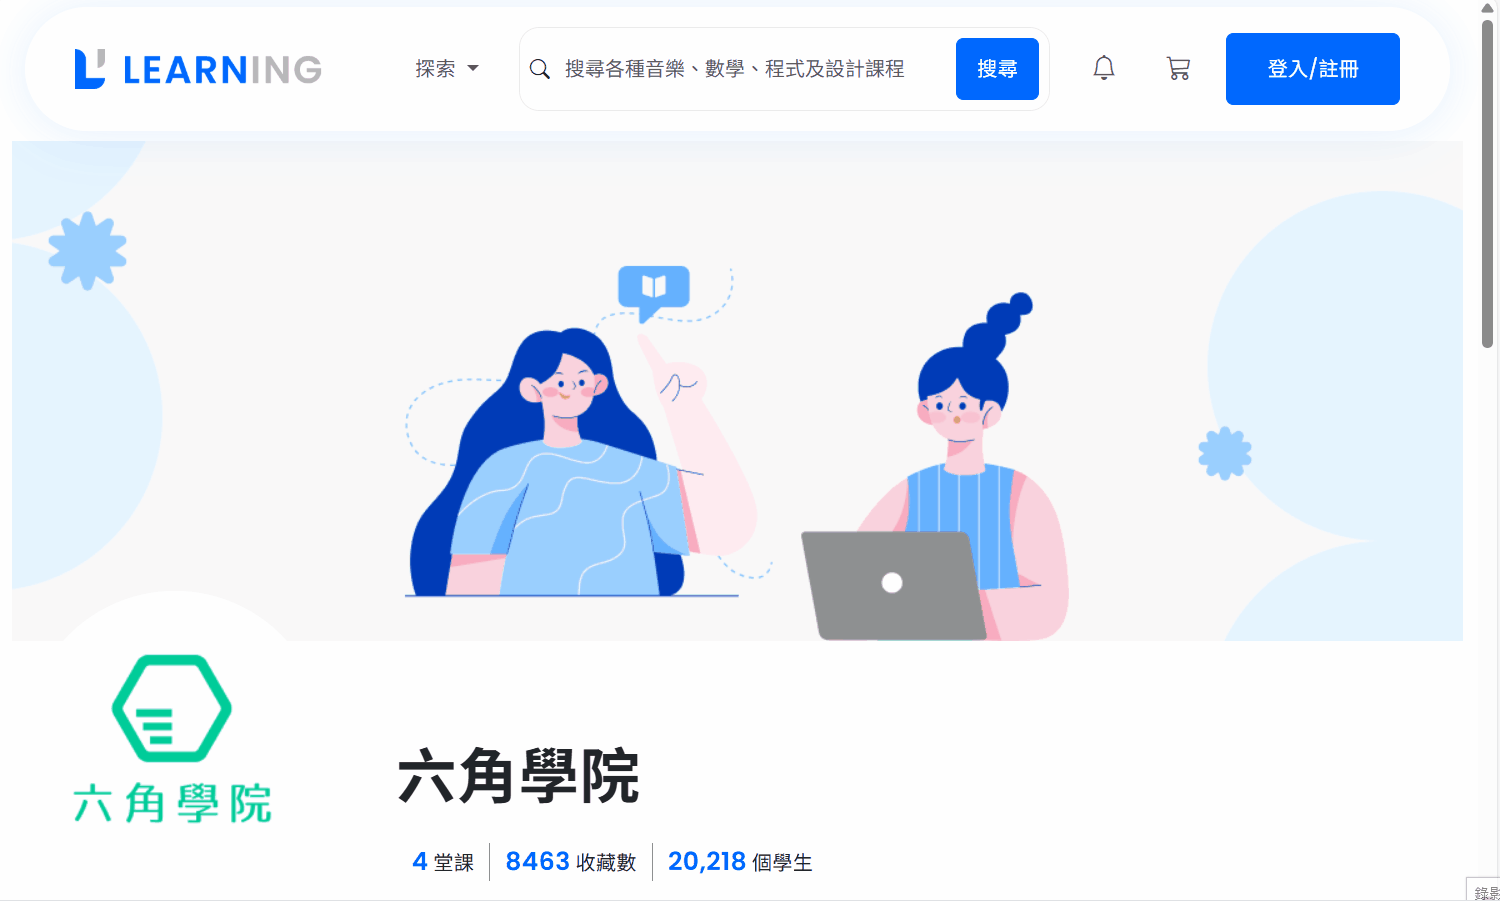 LEARNING
探索
搜尋各種音樂、數學、程式及設計課程
搜尋
登入/註冊
六角學院
六角學院
4 堂課
8463 收藏數
20,218 個學生
錄影